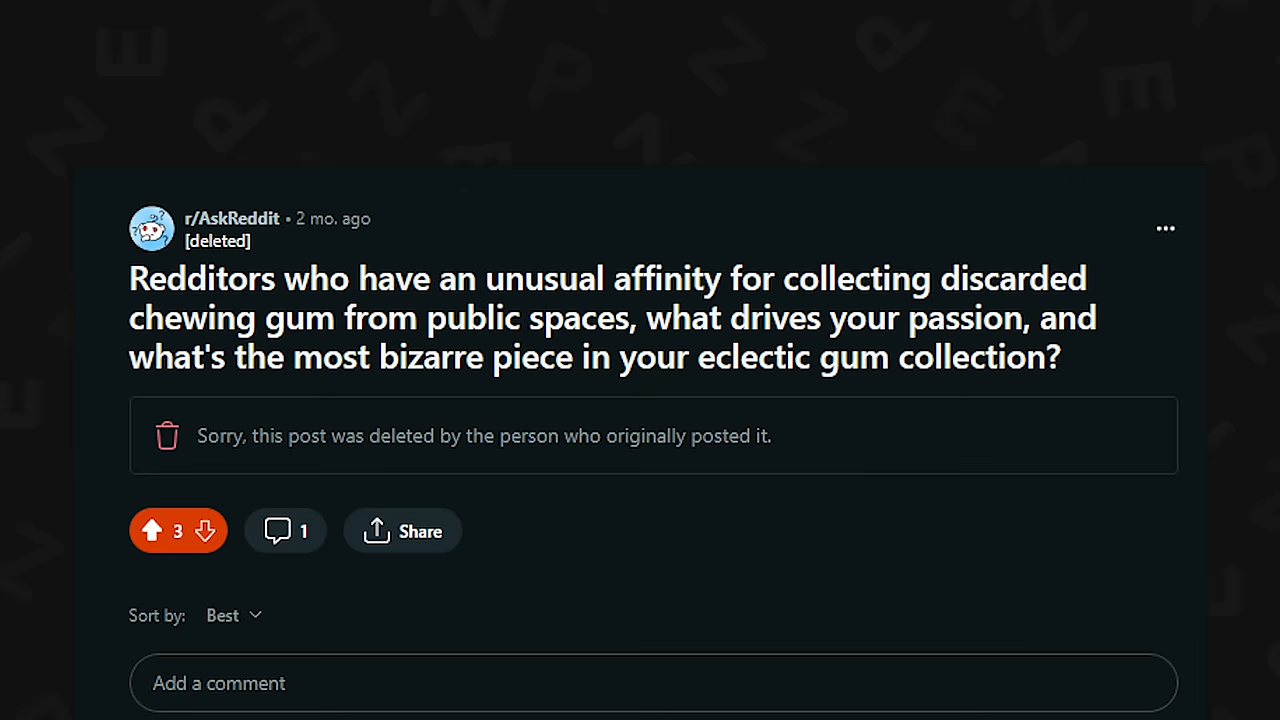 r/AskReddit • 2 mo. ago
[deleted]
Redditors who have an unusual affinity for collecting discarded
chewing gum from public spaces, what drives your passion, and
what's the most bizarre piece in your eclectic gum collection?
Sorry, this post was deleted by the person who originally posted it.
3 1 Share
Sort by: Best
Add a comment